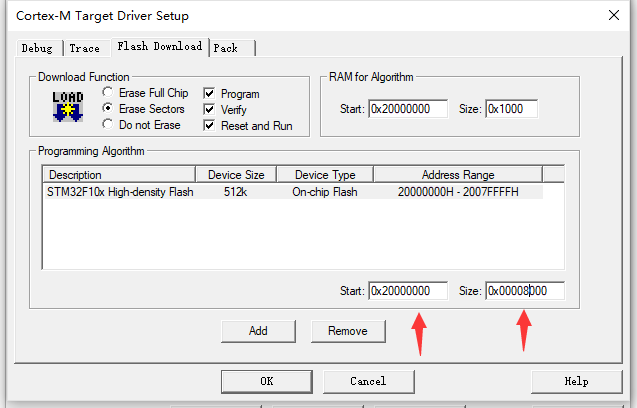 Cortex-M Target Driver Setup
Debug Trace Flash Download Pack
Download Function
LOAD
Erase Full Chip
Erase Sectors
Do not Erase
Program
Verify
Reset and Run
RAM for Algorithm
Start: 0x20000000 Size: 0x1000
Programming Algorithm
Description Device Size Device Type Address Range
STM32F10x High-density Flash 512k On-chip Flash 20000000H - 2007FFFFH
Start: 0x20000000 Size: 0x00008000
Add Remove
OK Cancel Help